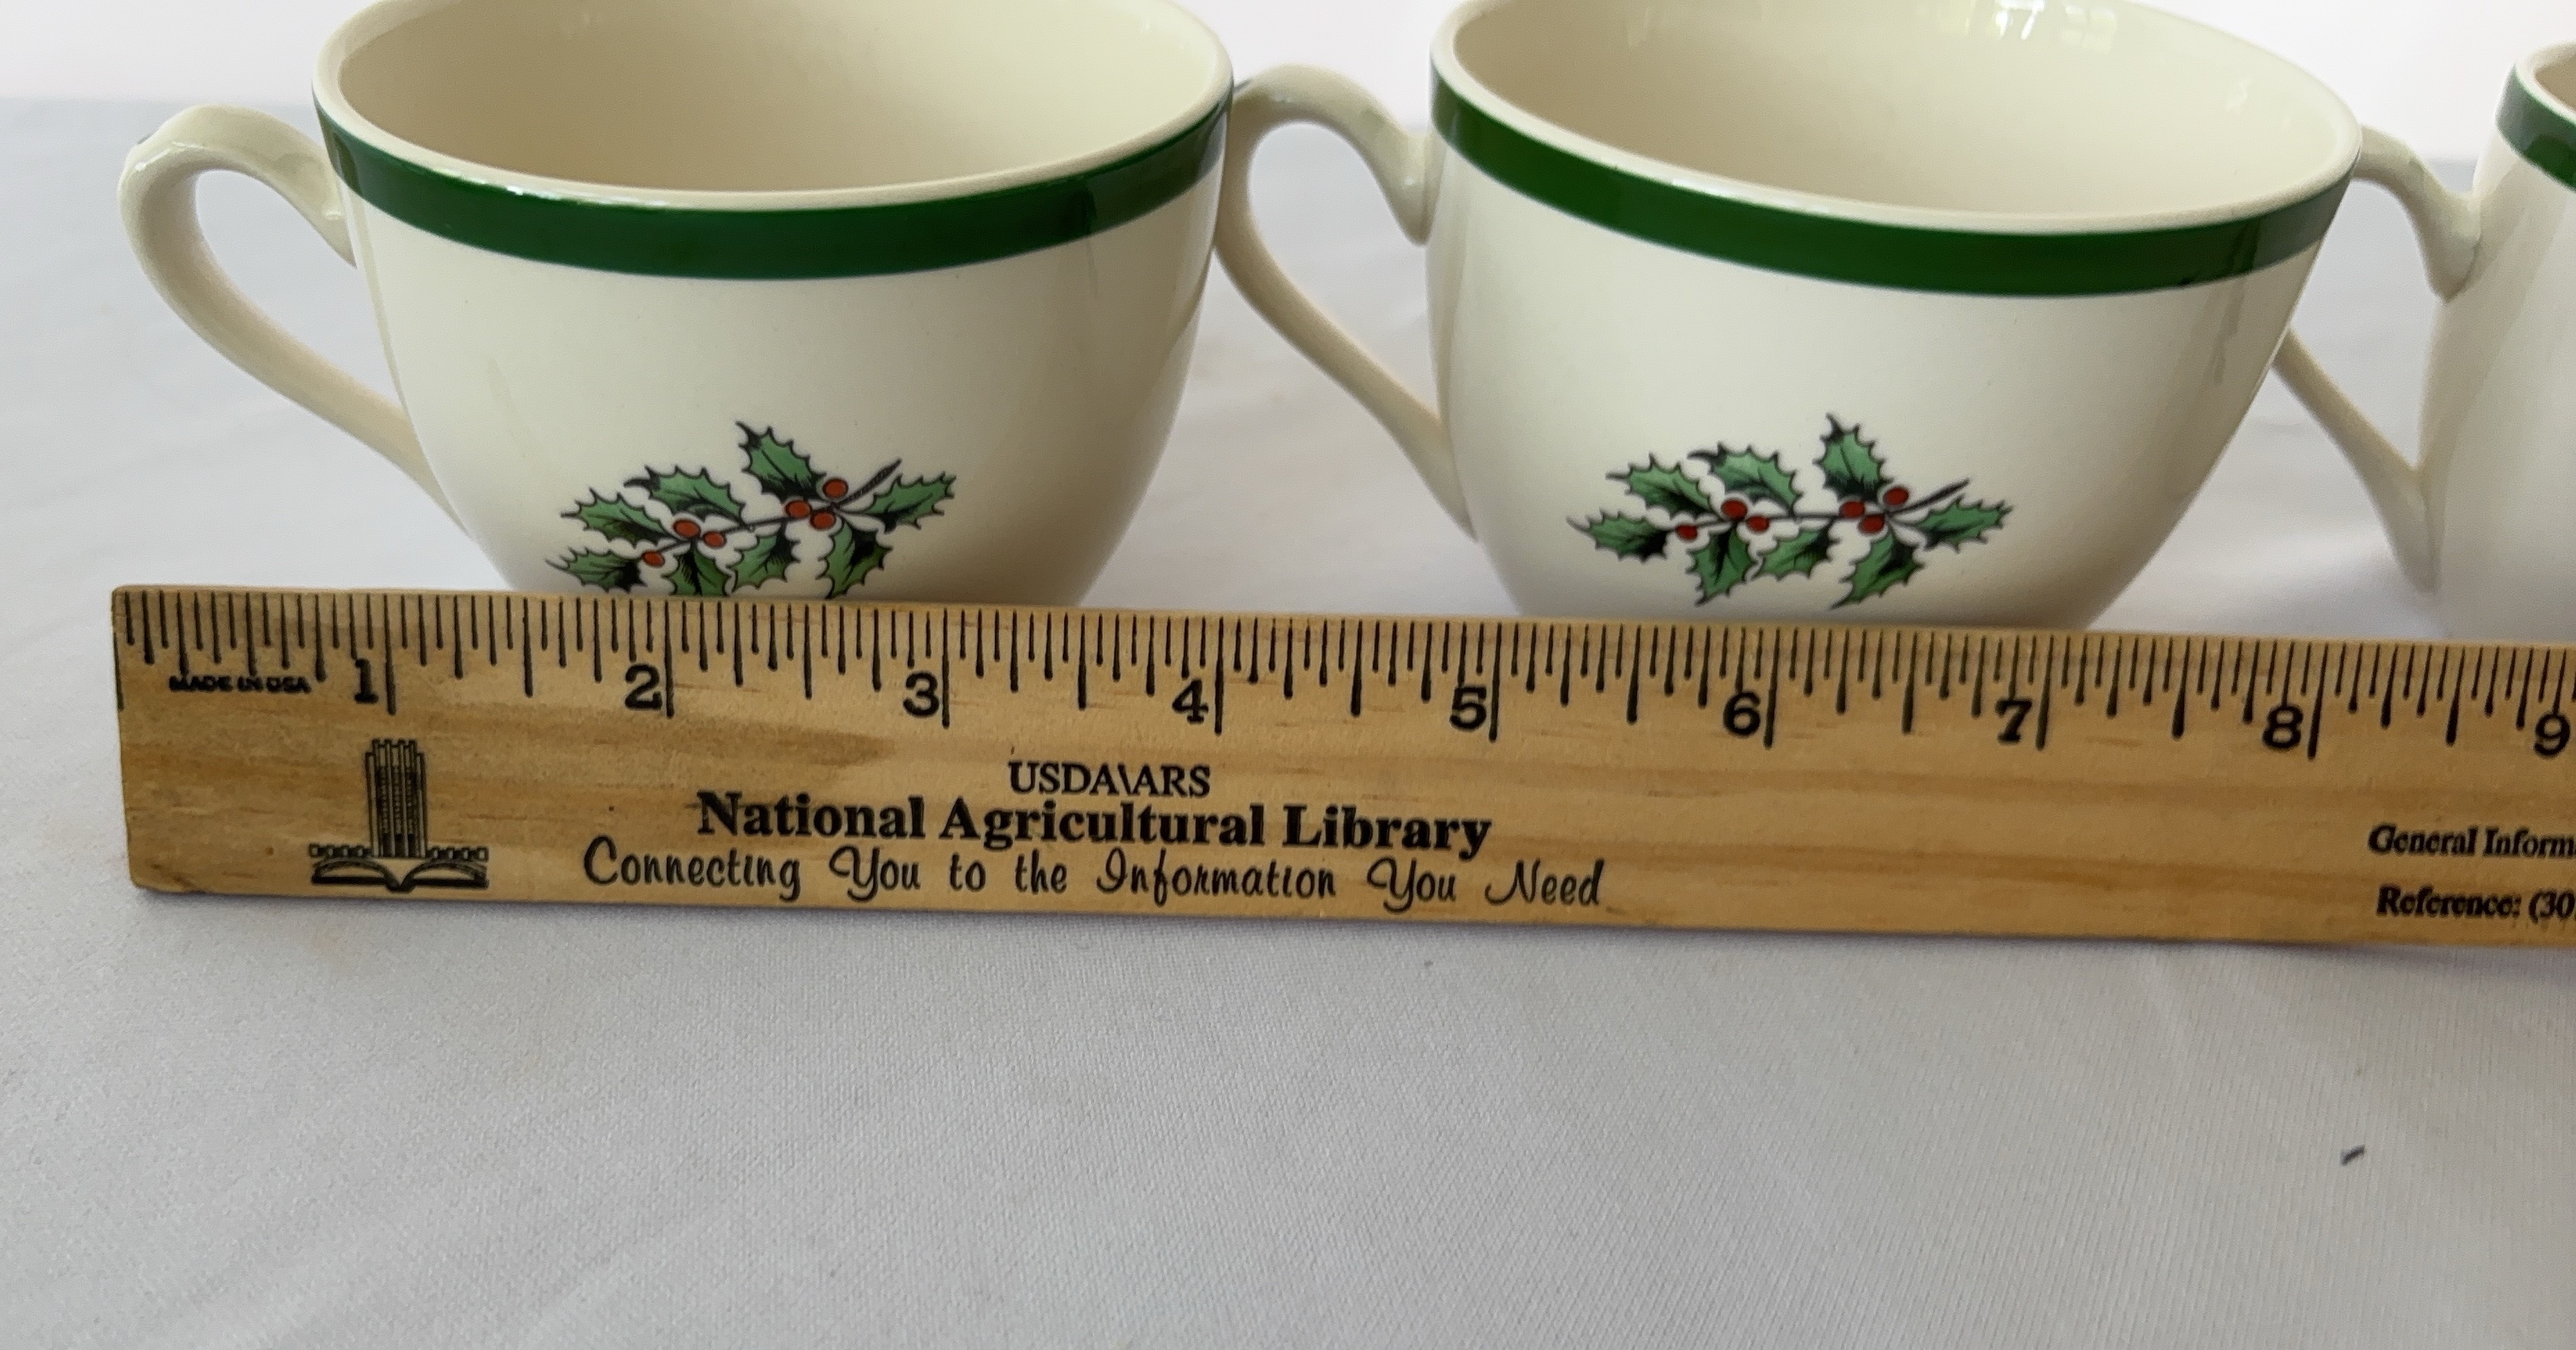 1 2 3 4 5 6 7 8 9
MADE IN USA
USDA\ARS
National Agricultural Library
Connecting You to the Information You Need
General Inform
Reference: (30